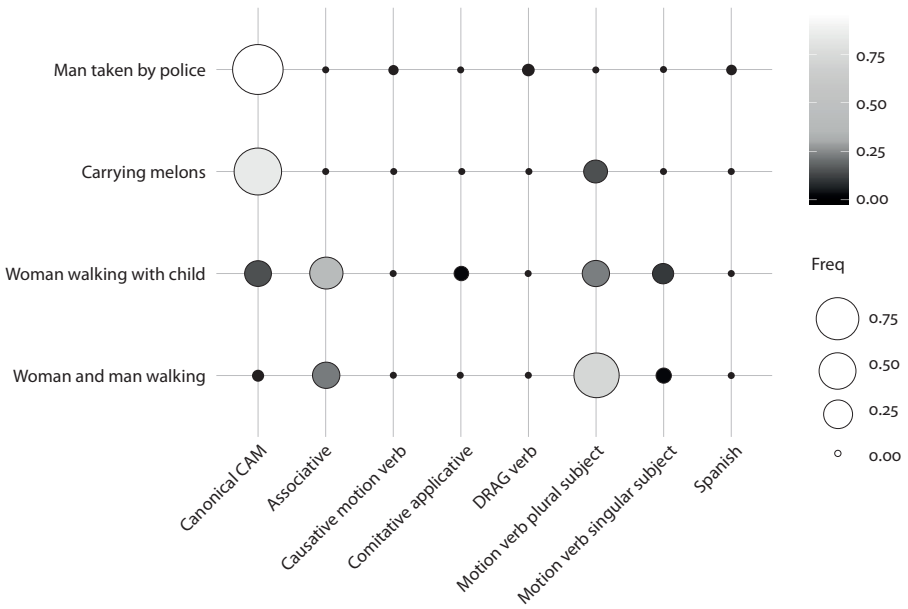 Man taken by police
Carrying melons
Woman walking with child
Woman and man walking
Canonical CAM
Associative
Causative motion verb
Comitative applicative
DRAG verb
Motion verb plural subject
Motion verb singular subject
Spanish
0.75
0.50
0.25
0.00
Freq
0.75
0.50
0.25
0.00